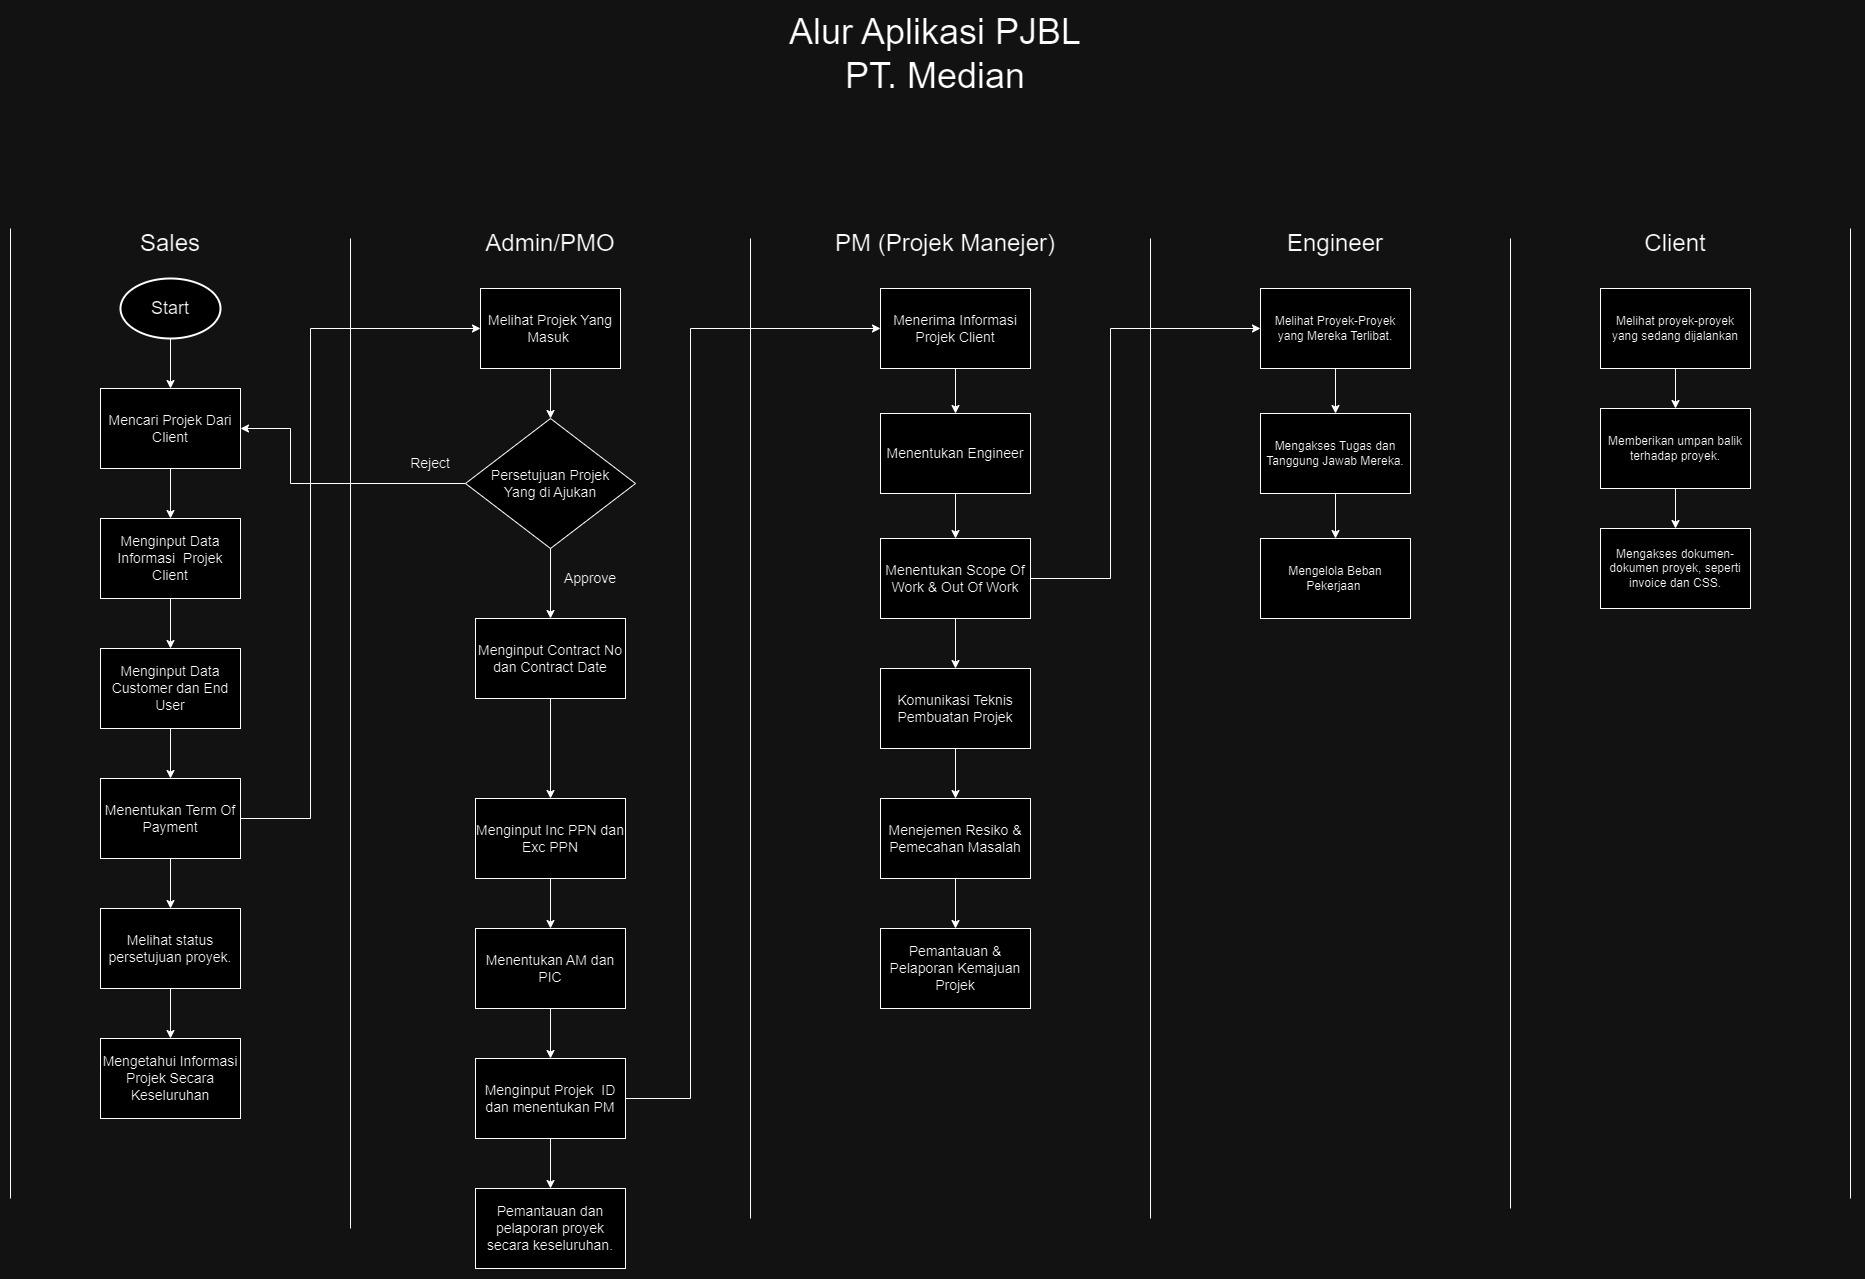 Alur Aplikasi PJBL
PT. Median
Sales
Start
Mencari Projek Dari
Client
Menginput Data
Informasi  Projek
Client
Menginput Data
Customer dan End
User
Menentukan Term Of
Payment
Melihat status
persetujuan proyek.
Mengetahui Informasi
Projek Secara
Keseluruhan
Admin/PMO
Melihat Projek Yang
Masuk
Persetujuan Projek
Yang di Ajukan
Reject
Approve
Menginput Contract No
dan Contract Date
Menginput Inc PPN dan
Exc PPN
Menentukan AM dan
PIC
Menginput Projek  ID
dan menentukan PM
Pemantauan dan
pelaporan proyek
secara keseluruhan.
PM (Projek Manejer)
Menerima Informasi
Projek Client
Menentukan Engineer
Menentukan Scope Of
Work & Out Of Work
Komunikasi Teknis
Pembuatan Projek
Menejemen Resiko &
Pemecahan Masalah
Pemantauan &
Pelaporan Kemajuan
Projek
Engineer
Melihat Proyek-Proyek
yang Mereka Terlibat.
Mengakses Tugas dan
Tanggung Jawab Mereka.
Mengelola Beban
Pekerjaan
Client
Melihat proyek-proyek
yang sedang dijalankan
Memberikan umpan balik
terhadap proyek.
Mengakses dokumen-
dokumen proyek, seperti
invoice dan CSS.